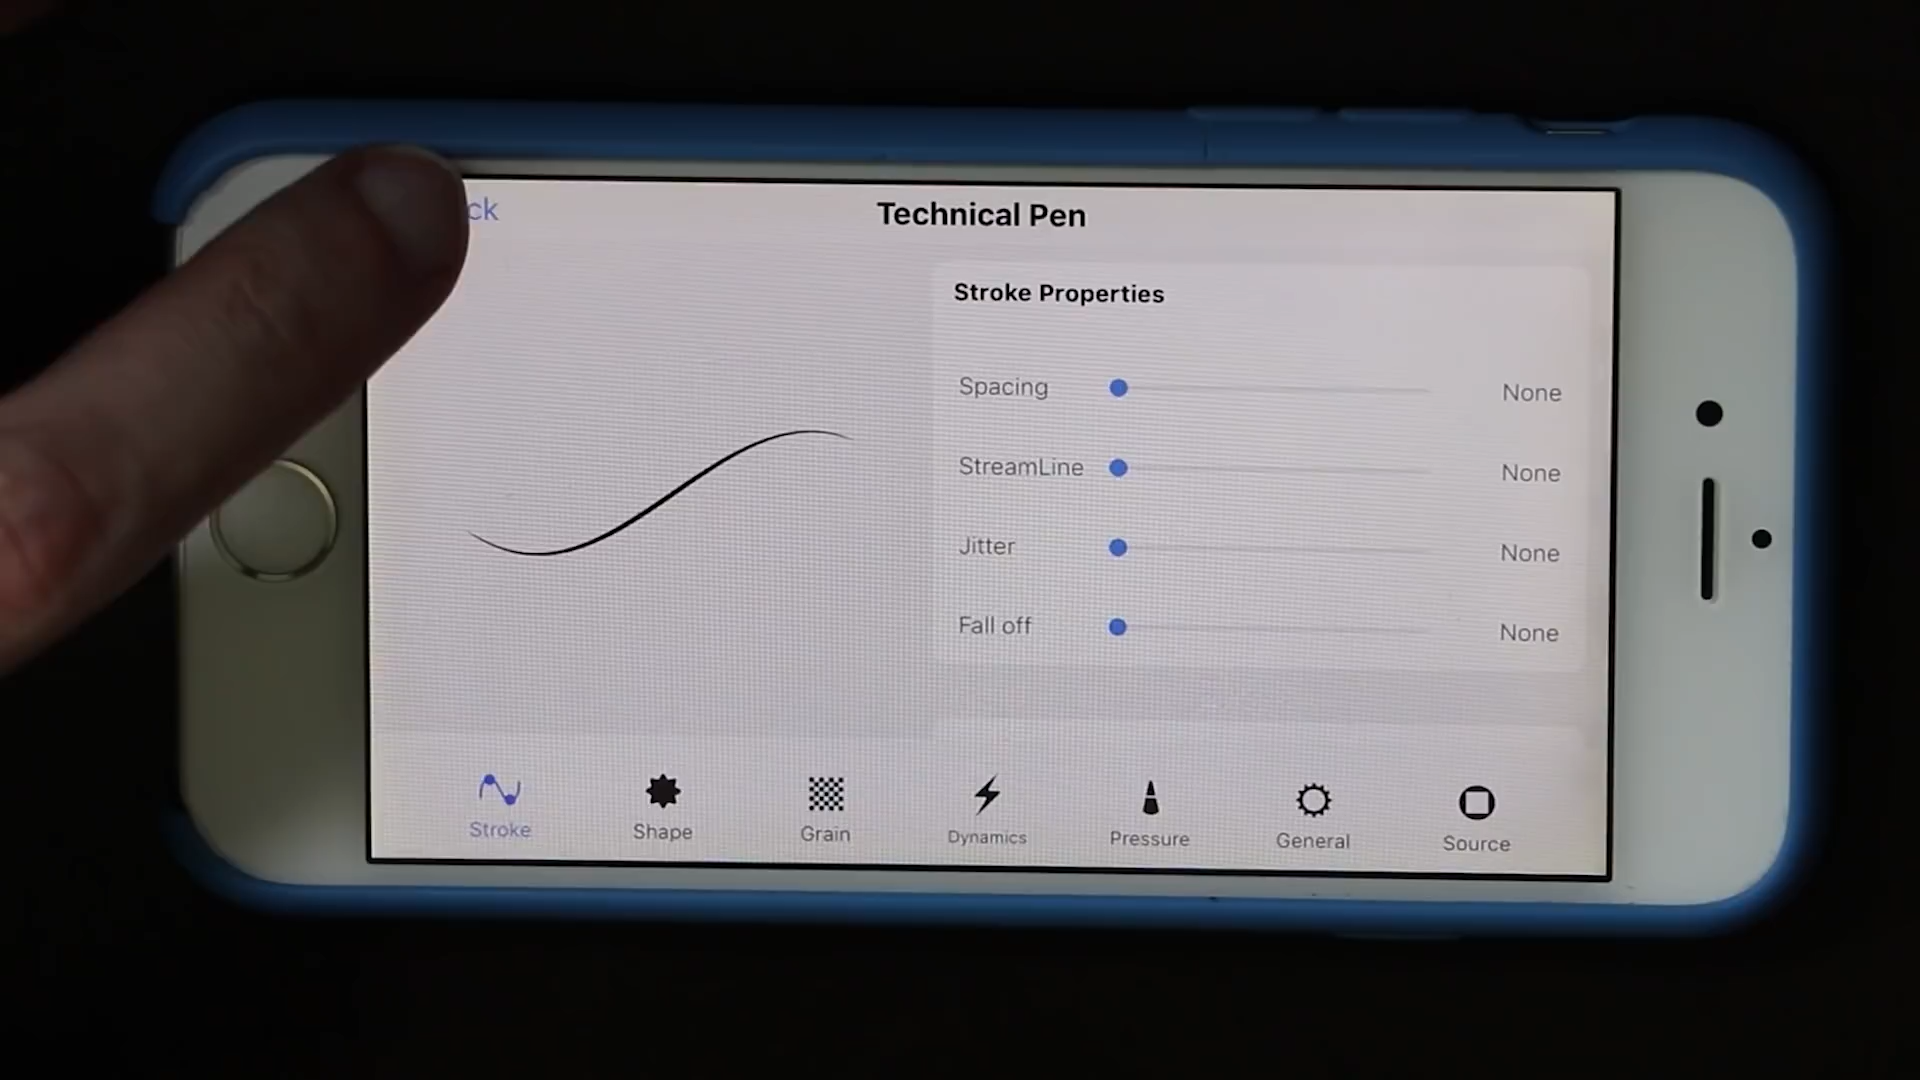 ck
Technical Pen
Stroke Properties
Spacing None
StreamLine None
Jitter None
Fall off None
Stroke Shape Grain Dynamics Pressure General Source